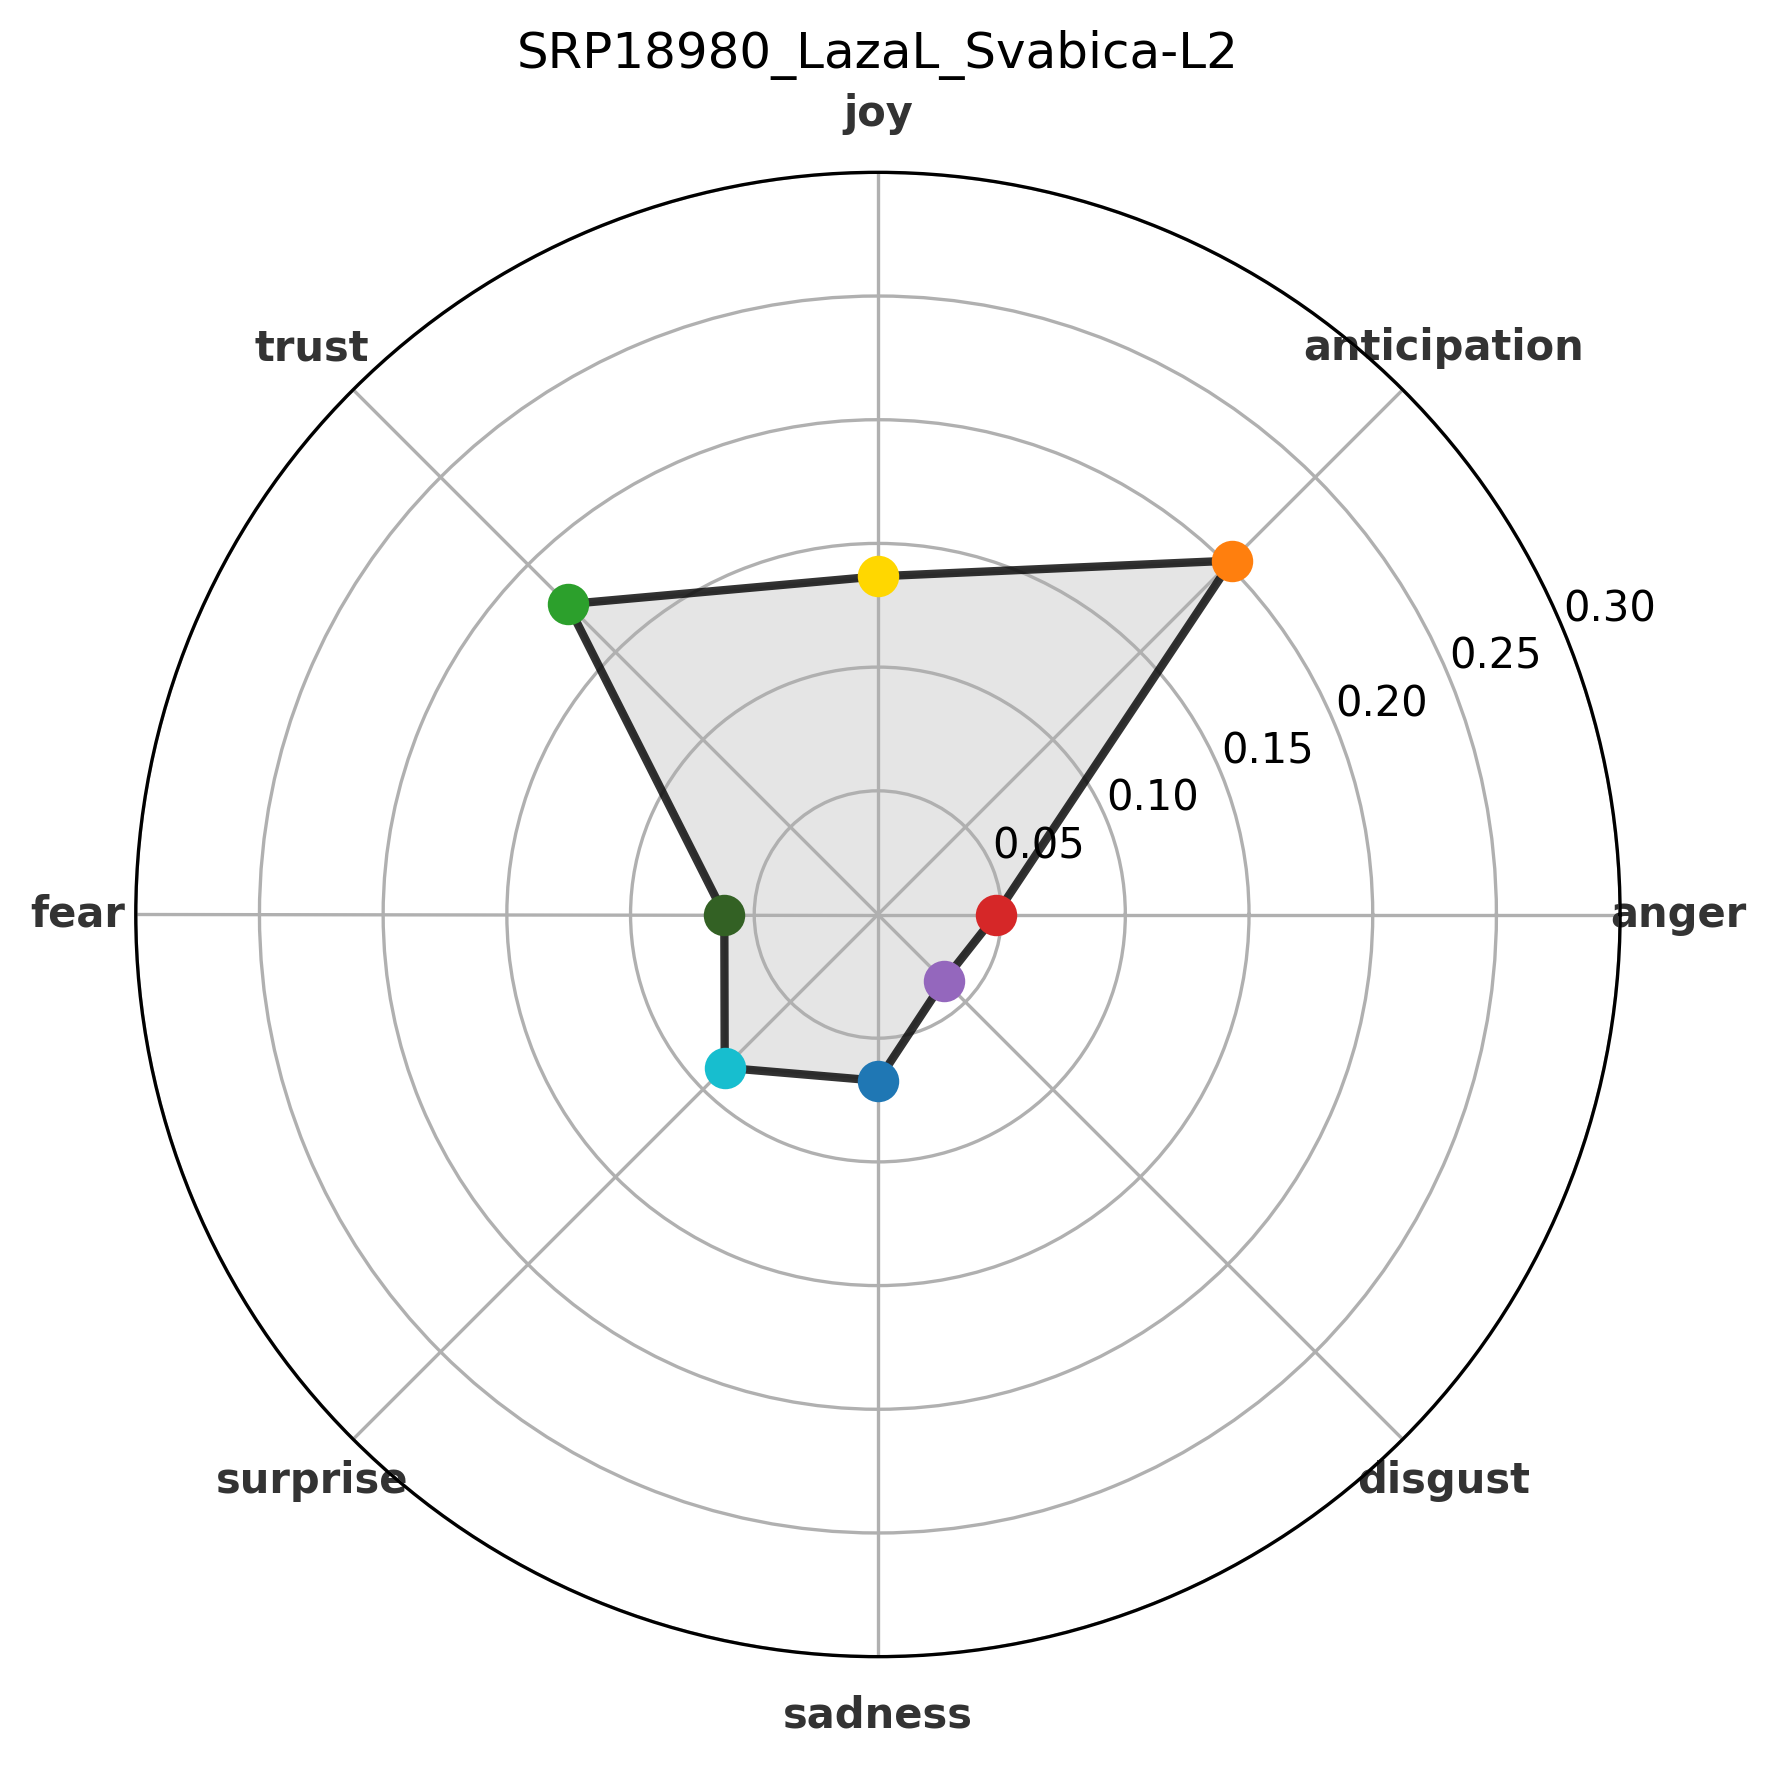 SRP18980_LazaL_Svabica-L2
joy
trust
anticipation
0.30
0.25
0.20
0.15
0.10
0.05
fear
anger
surprise
disgust
sadness